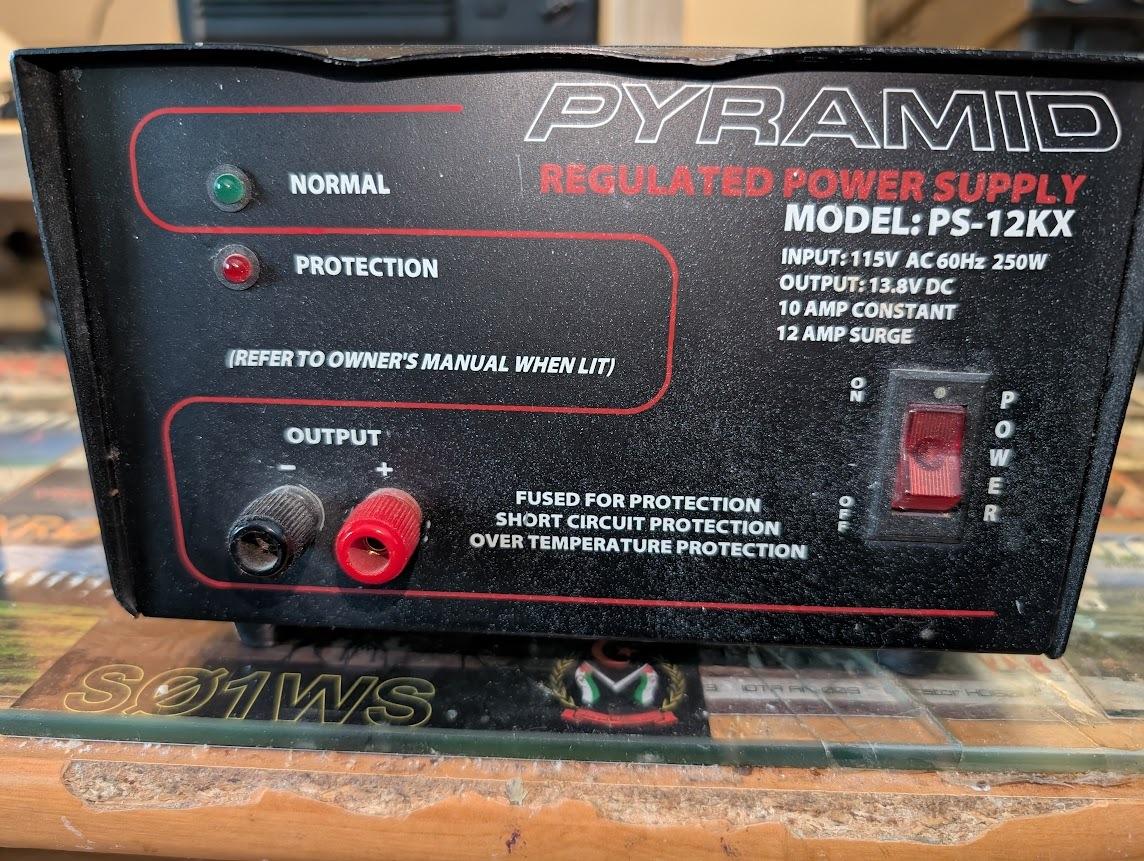 PYRAMID
REGULATED POWER SUPPLY
MODEL: PS-12KX
INPUT: 115V AC 60Hz 250W
OUTPUT: 13.8V DC
10 AMP CONSTANT
12 AMP SURGE
NORMAL
PROTECTION
(REFER TO OWNER'S MANUAL WHEN LIT)
ON
POWER
OFF
OUTPUT
- +
FUSED FOR PROTECTION
SHORT CIRCUIT PROTECTION
OVER TEMPERATURE PROTECTION
SØ1WS